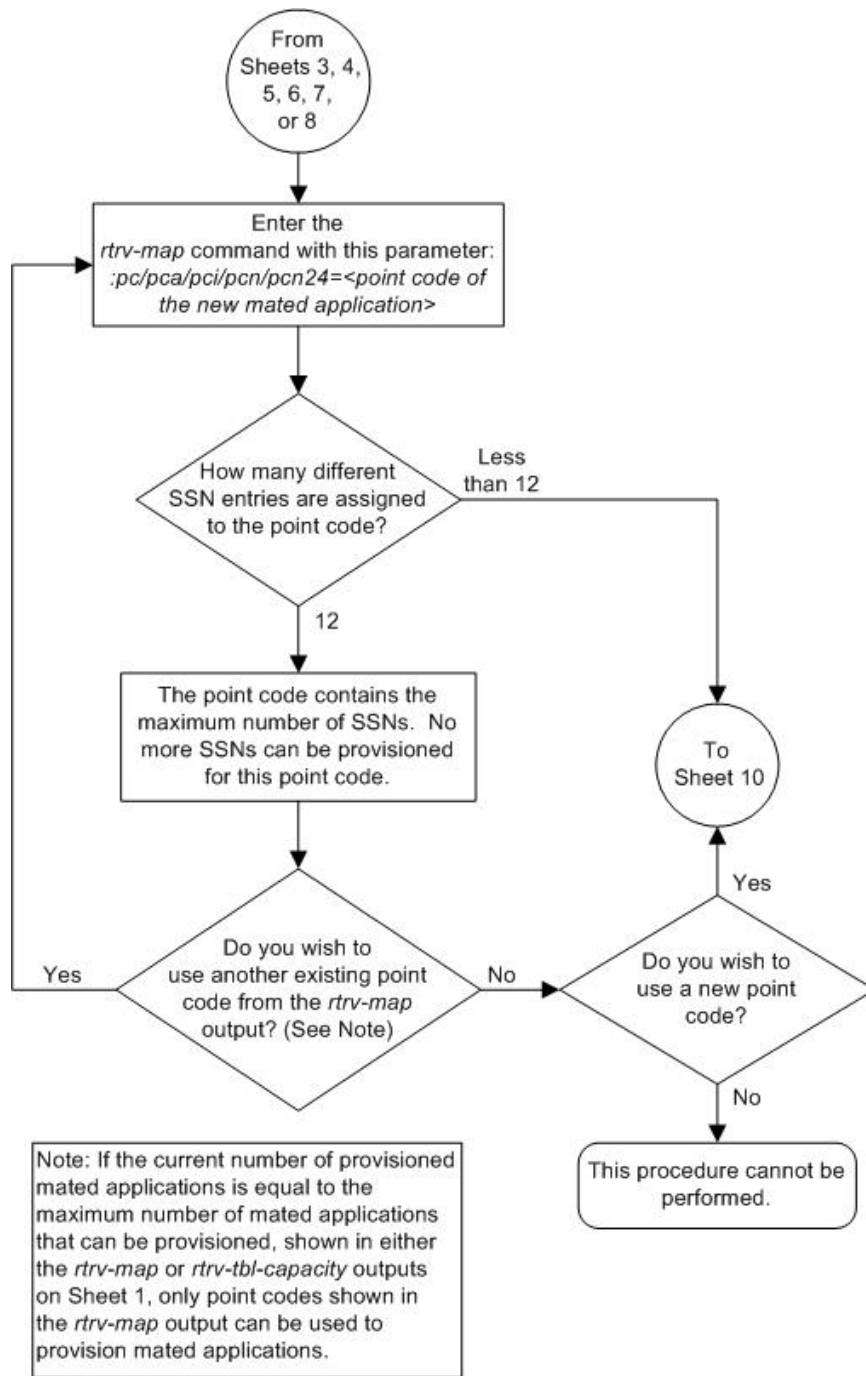 From
Sheets 3, 4,
5, 6, 7,
or 8
Enter the
rtrv-map command with this parameter:
:pc/pca/pci/pcn/pcn24=<point code of
the new mated application>
How many different
SSN entries are assigned
to the point code?
Less
than 12
12
The point code contains the
maximum number of SSNs.  No
more SSNs can be provisioned
for this point code.
To
Sheet 10
Yes
Do you wish to
use another existing point
code from the rtrv-map
output? (See Note)
Yes
No
Do you wish to
use a new point
code?
No
This procedure cannot be
performed.
Note: If the current number of provisioned
mated applications is equal to the
maximum number of mated applications
that can be provisioned, shown in either
the rtrv-map or rtrv-tbl-capacity outputs
on Sheet 1, only point codes shown in
the rtrv-map output can be used to
provision mated applications.